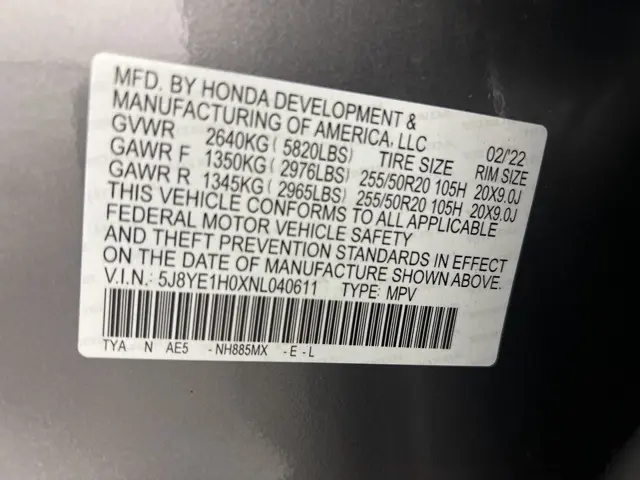 MFD. BY HONDA DEVELOPMENT &
MANUFACTURING OF AMERICA, LLC 02/'22
GVWR 2640KG ( 5820LBS) TIRE SIZE RIM SIZE
GAWR F 1350KG ( 2976LBS) 255/50R20 105H 20X9.0J
GAWR R 1345KG ( 2965LBS) 255/50R20 105H 20X9.0J
THIS VEHICLE CONFORMS TO ALL APPLICABLE
FEDERAL MOTOR VEHICLE SAFETY
AND THEFT PREVENTION STANDARDS IN EFFECT
ON THE DATE OF MANUFACTURE SHOWN ABOVE.
V.I.N.: 5J8YE1H0XNL040611 TYPE: MPV
TYA N AE5 -NH885MX -E-L